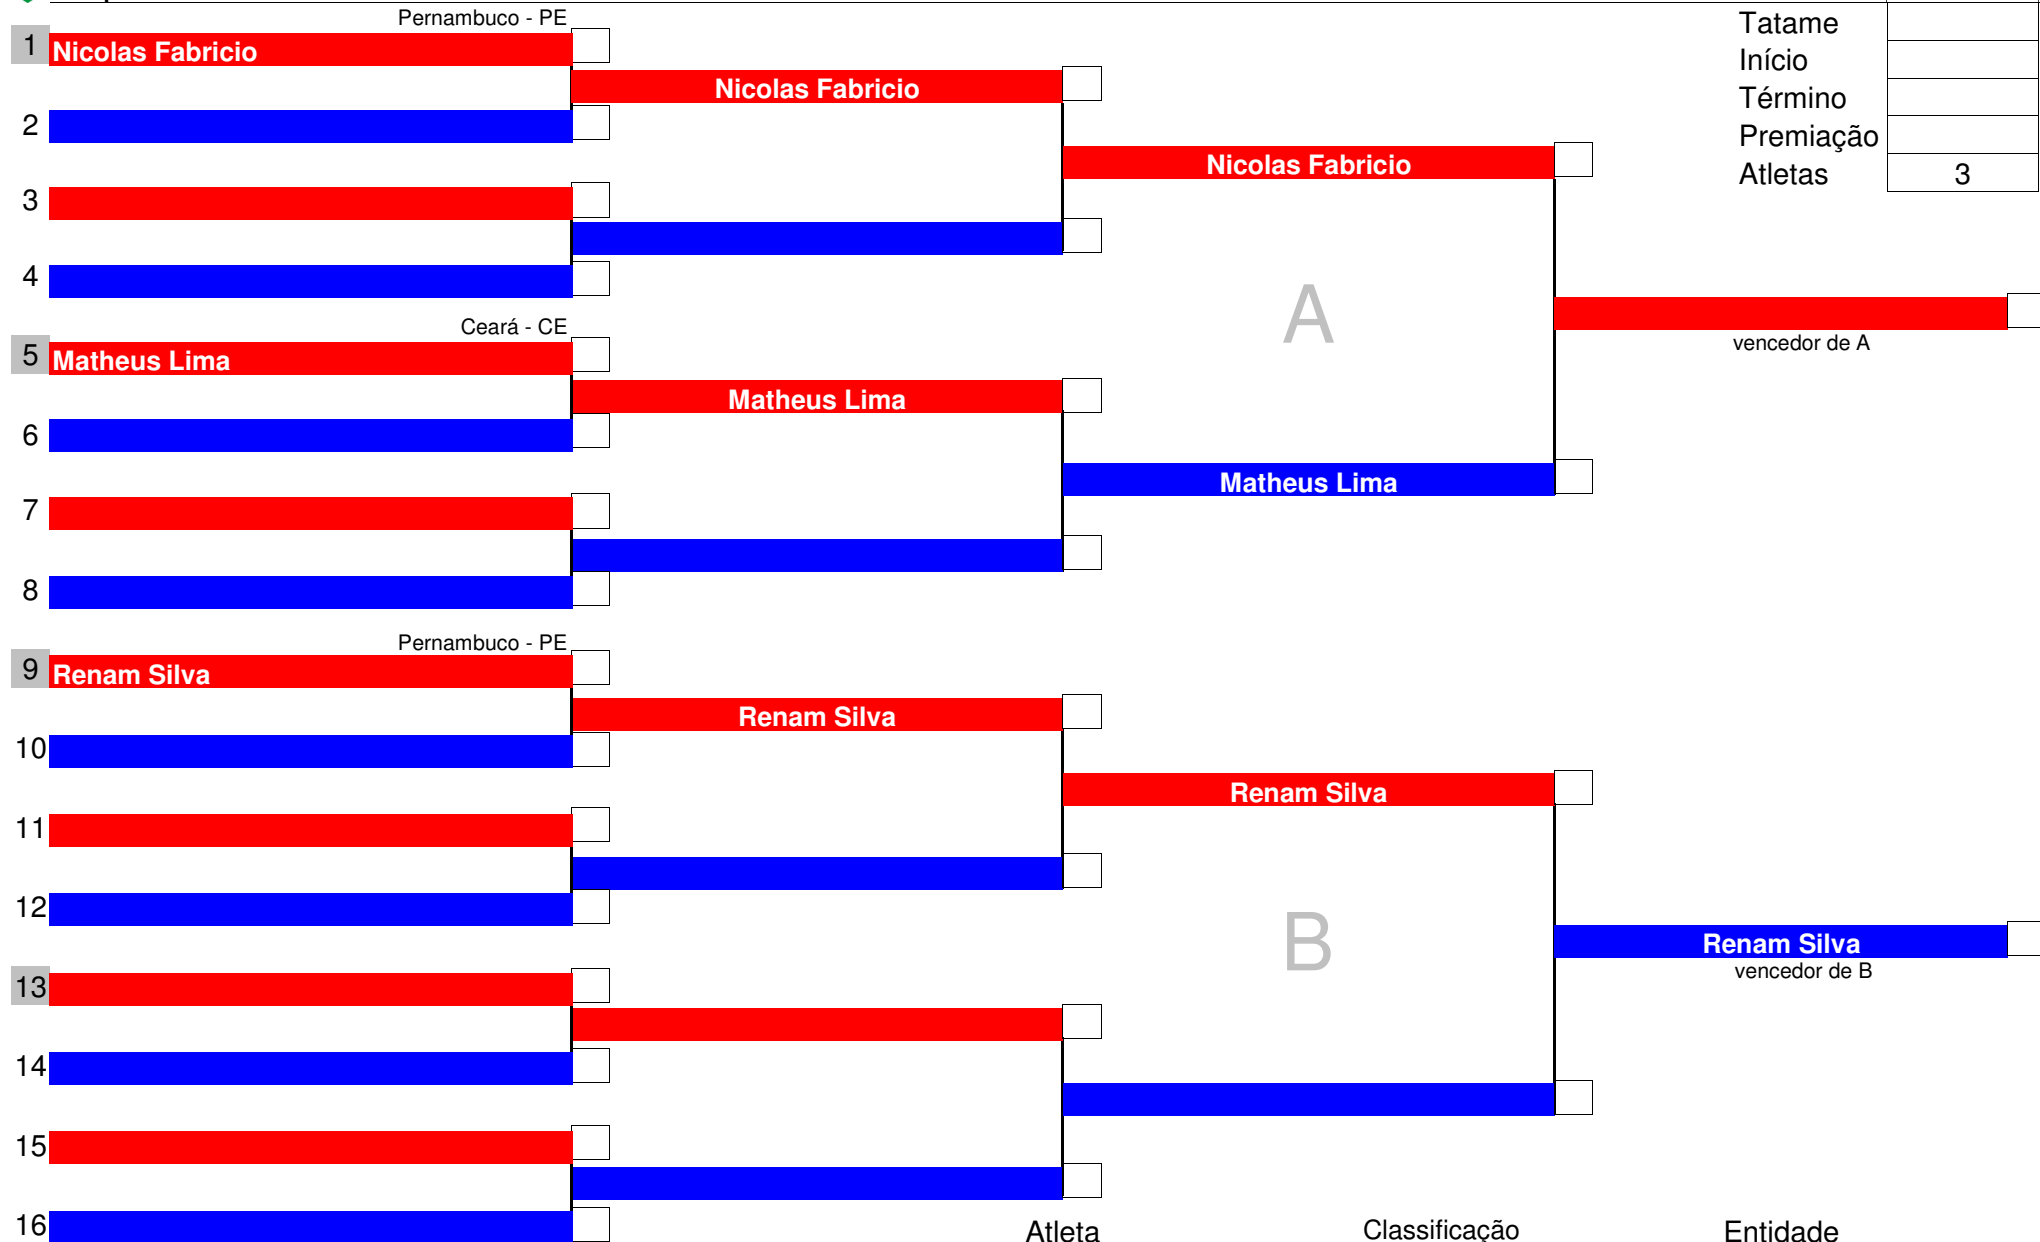 Pernambuco - PE
Tatame
1 Nicolas Fabricio
Início
Nicolas Fabricio
Término
2
Premiação
Nicolas Fabricio
Atletas 3
3
4
A
Ceará - CE
vencedor de A
5 Matheus Lima
Matheus Lima
6
Matheus Lima
7
8
Pernambuco - PE
9 Renam Silva
Renam Silva
10
Renam Silva
11
12
B
Renam Silva
vencedor de B
13
14
15
16
Atleta Classificação Entidade